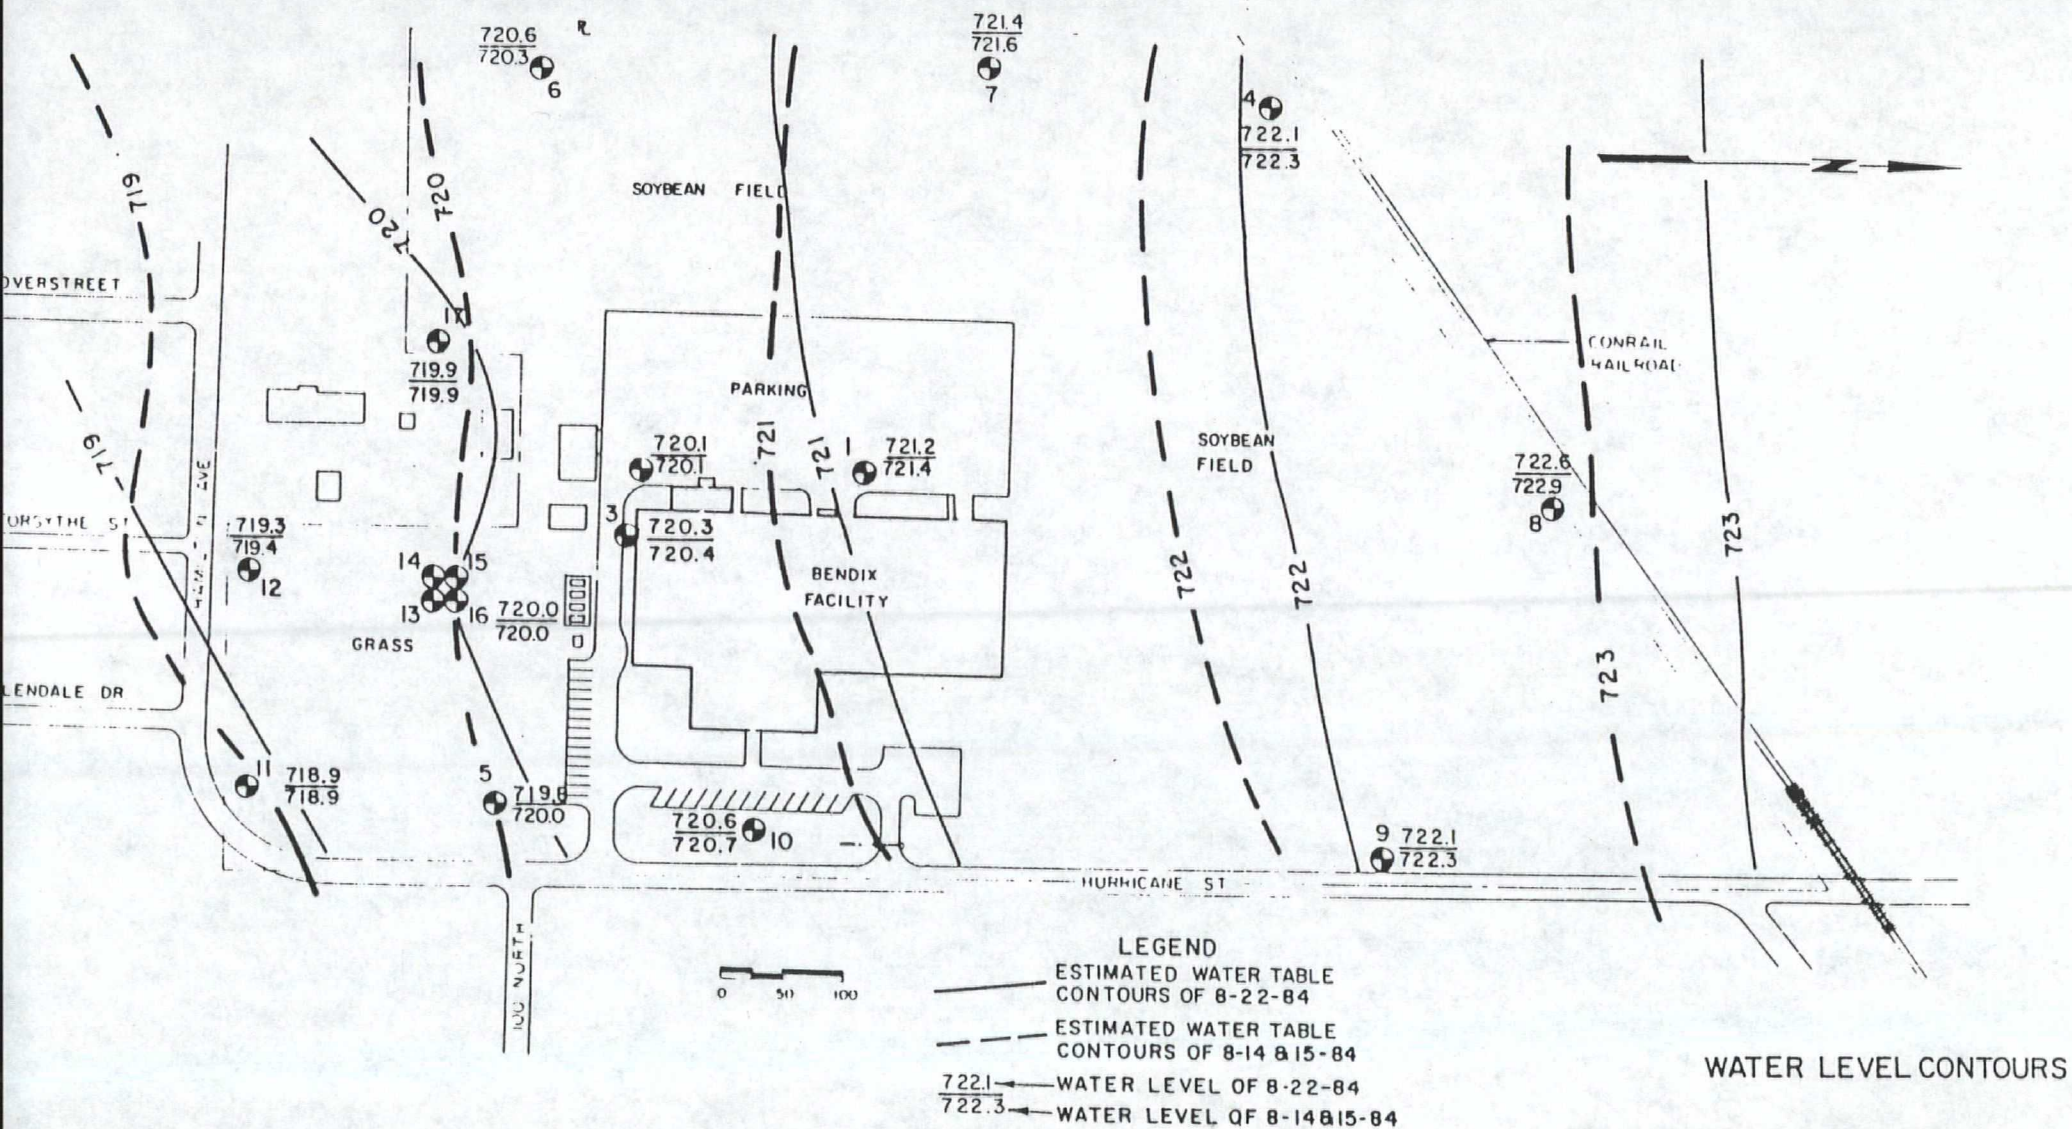 720.6
720.3
6
721.4
721.6
7
4
722.1
722.3
N
719
720
720
SOYBEAN FIELD
OVERSTREET
17
719.9
719.9
CONRAIL
RAILROAD
PARKING
719
721
721
1
721.2
721.4
720.1
720.1
SOYBEAN
FIELD
722.6
722.9
8
FORSYTHE ST
AVE
719.3
719.4
12
3
720.3
720.4
723
14
15
13
16
720.0
720.0
BENDIX
FACILITY
722
722
GRASS
723
LENDALE DR
11
718.9
718.9
5
720.0
720.6
720.7
10
9
722.1
722.3
HURRICANE ST
100 NORTH
0 50 100
LEGEND
ESTIMATED WATER TABLE
CONTOURS OF 8-22-84
ESTIMATED WATER TABLE
CONTOURS OF 8-14 & 15-84
722.1 WATER LEVEL OF 8-22-84
722.3 WATER LEVEL OF 8-14&15-84
WATER LEVEL CONTOURS